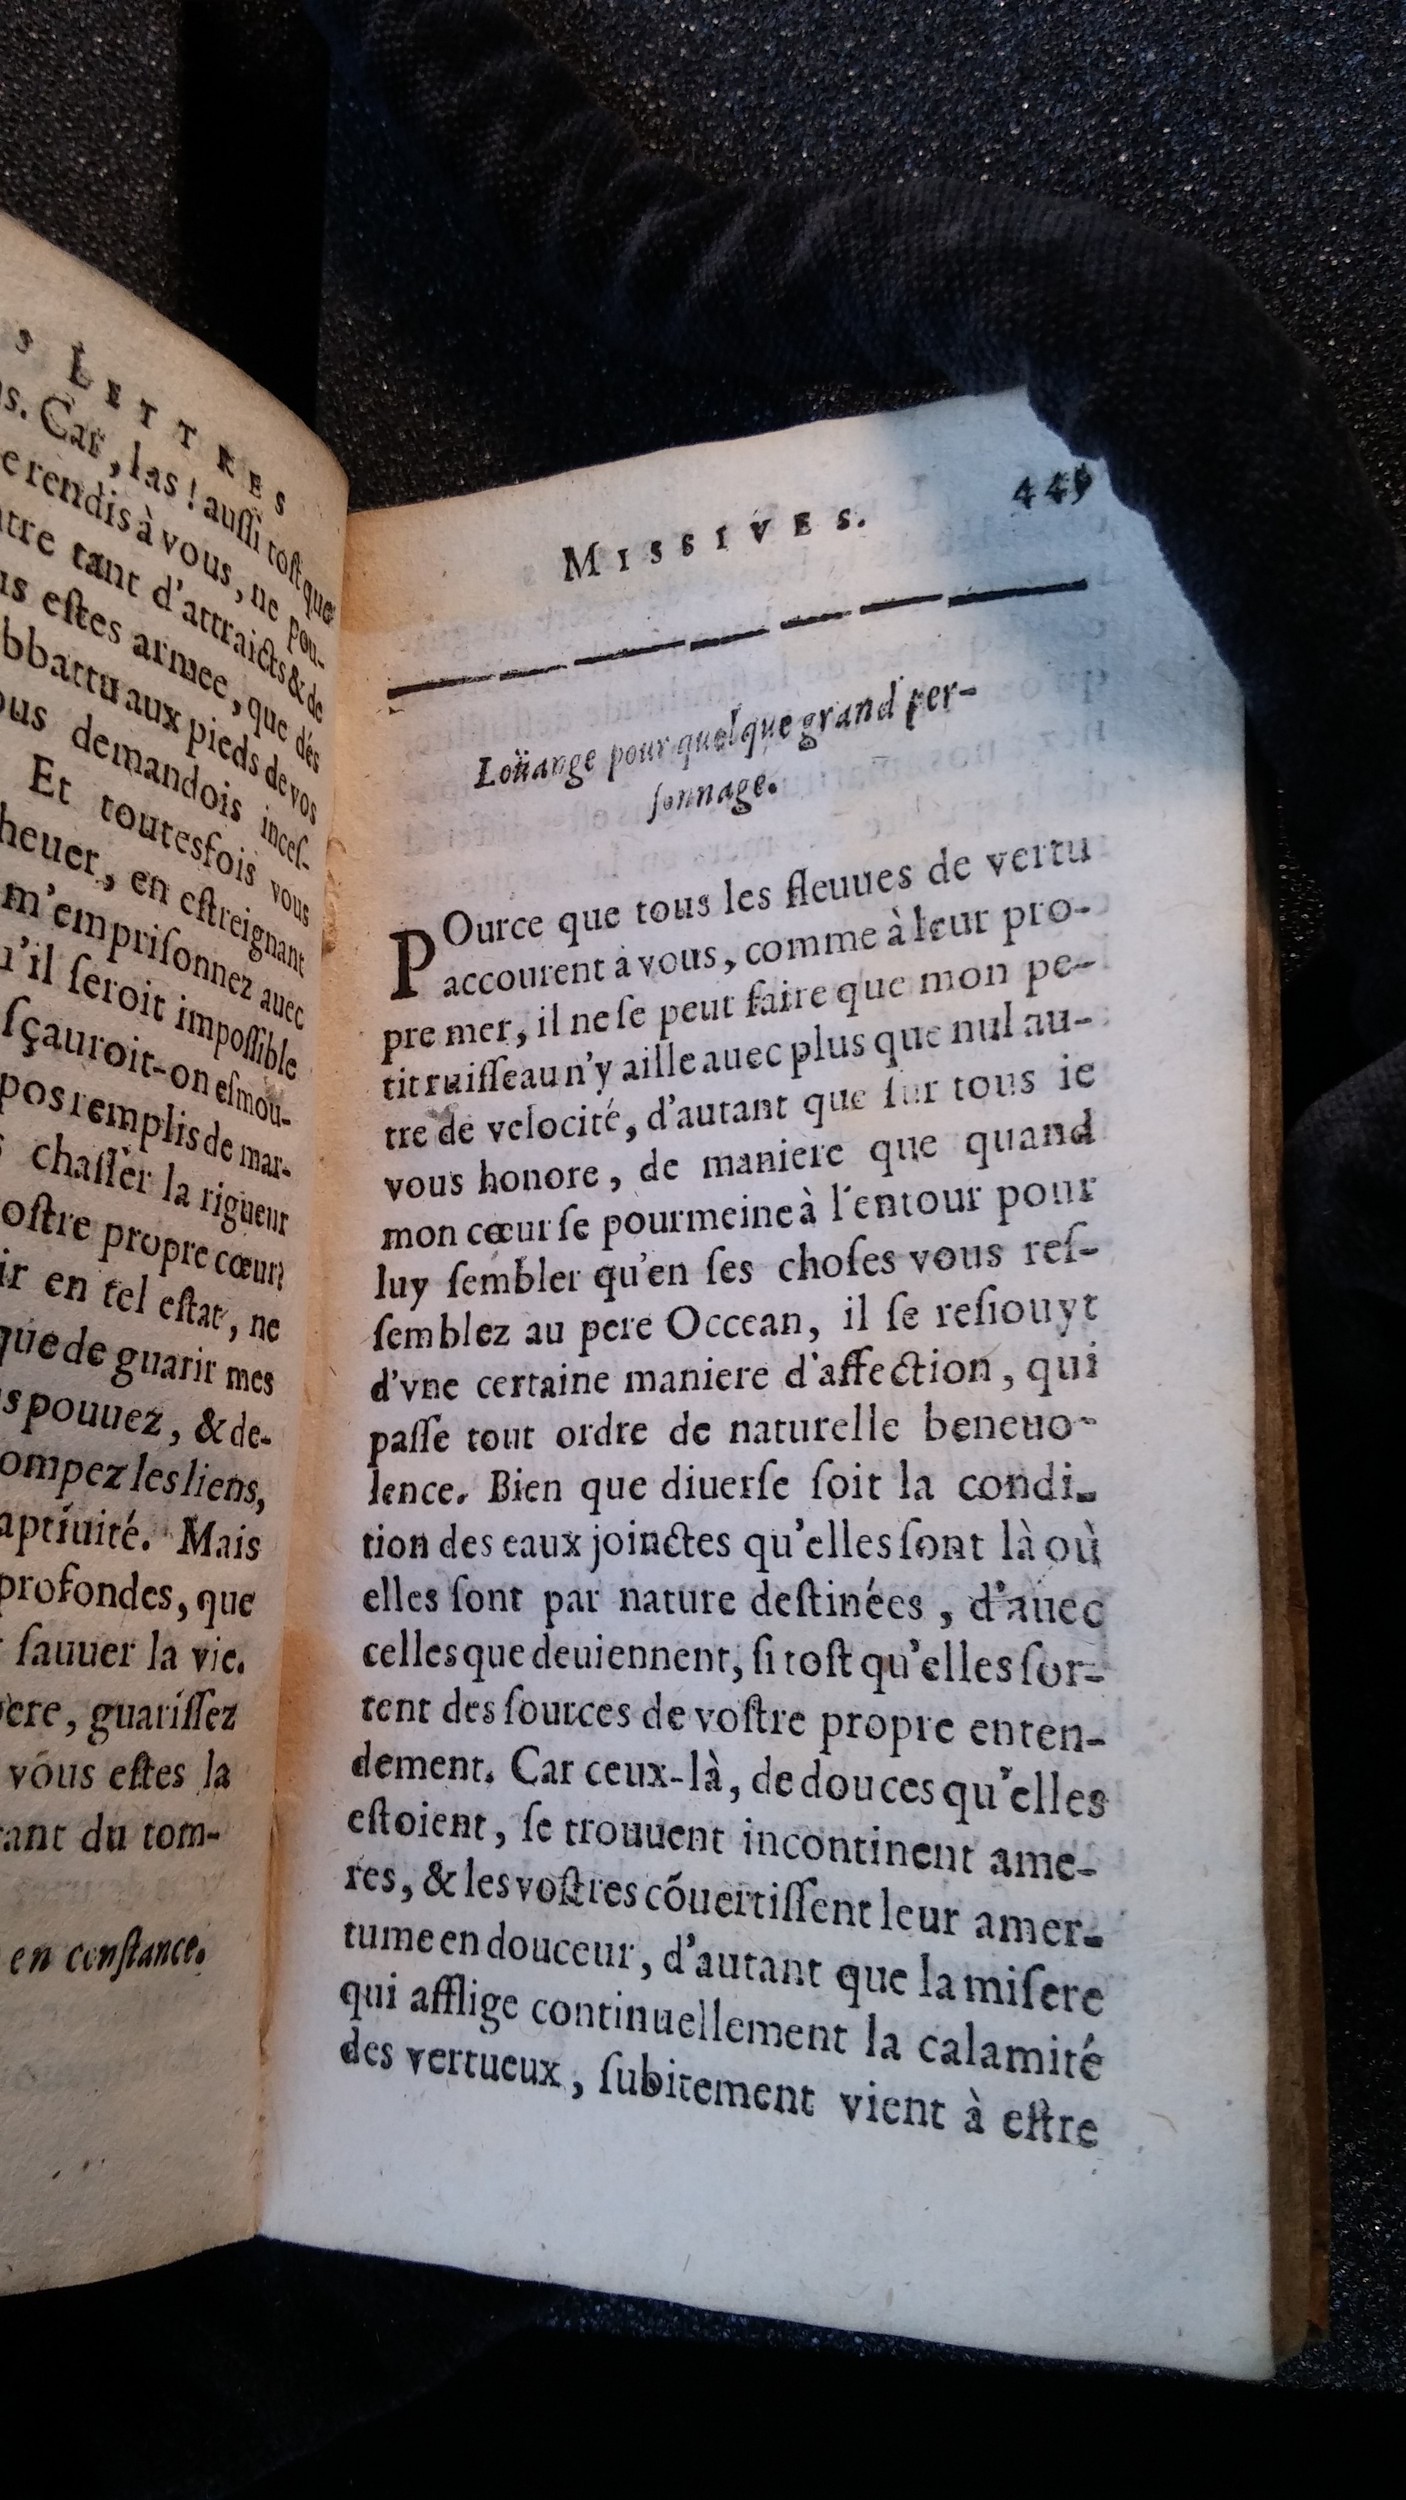 s LETTRES
s. Car, las! auſſi toſt que
e rendis à vous, ne pou-
tre tant d'attraicts & de
us eſtes armee, que dés
bbattu aux pieds de vos
ous demandois inceſ-
Et toutesfois vous
heuer, en eſtreignant
m'empriſonnez auec
u'il ſeroit impoſſible
ſçauroit-on eſmou-
pos remplis de mar-
s chaſſer la rigueur
oſtre propre cœur?
ir en tel eſtat, ne
que de guarir mes
s pouuez, & de-
ompez les liens,
aptiuité. Mais
profondes, que
ſauuer la vie.
ere, guariſſez
vous eſtes la
ant du tom-
en conſtance.
MISSIVES. 449
Loüange pour quelque grand per-
ſonnage.
POurce que tous les fleuues de vertu
accourent à vous, comme à leur pro-
pre mer, il ne ſe peut faire que mon pe-
tit ruiſſeau n'y aille auec plus que nul au-
tre de velocité, d'autant que ſur tous ie
vous honore, de maniere que quand
mon cœur ſe pourmeine à l'entour pour
luy ſembler qu'en ſes choſes vous reſ-
ſemblez au pere Occean, il ſe reſiouyt
d'vne certaine maniere d'affection, qui
paſſe tout ordre de naturelle beneuo-
lence. Bien que diuerſe ſoit la condi-
tion des eaux joinctes qu'elles ſont là où
elles ſont par nature deſtinées, d'auec
celles que deuiennent, ſi toſt qu'elles ſor-
tent des ſources de voſtre propre enten-
dement. Car ceux-là, de douces qu'elles
eſtoient, ſe trouuent incontinent ame-
res, & les voſtres cõuertiſſent leur amer-
tume en douceur, d'autant que la miſere
qui afflige continuellement la calamité
des vertueux, ſubitement vient à eſtre